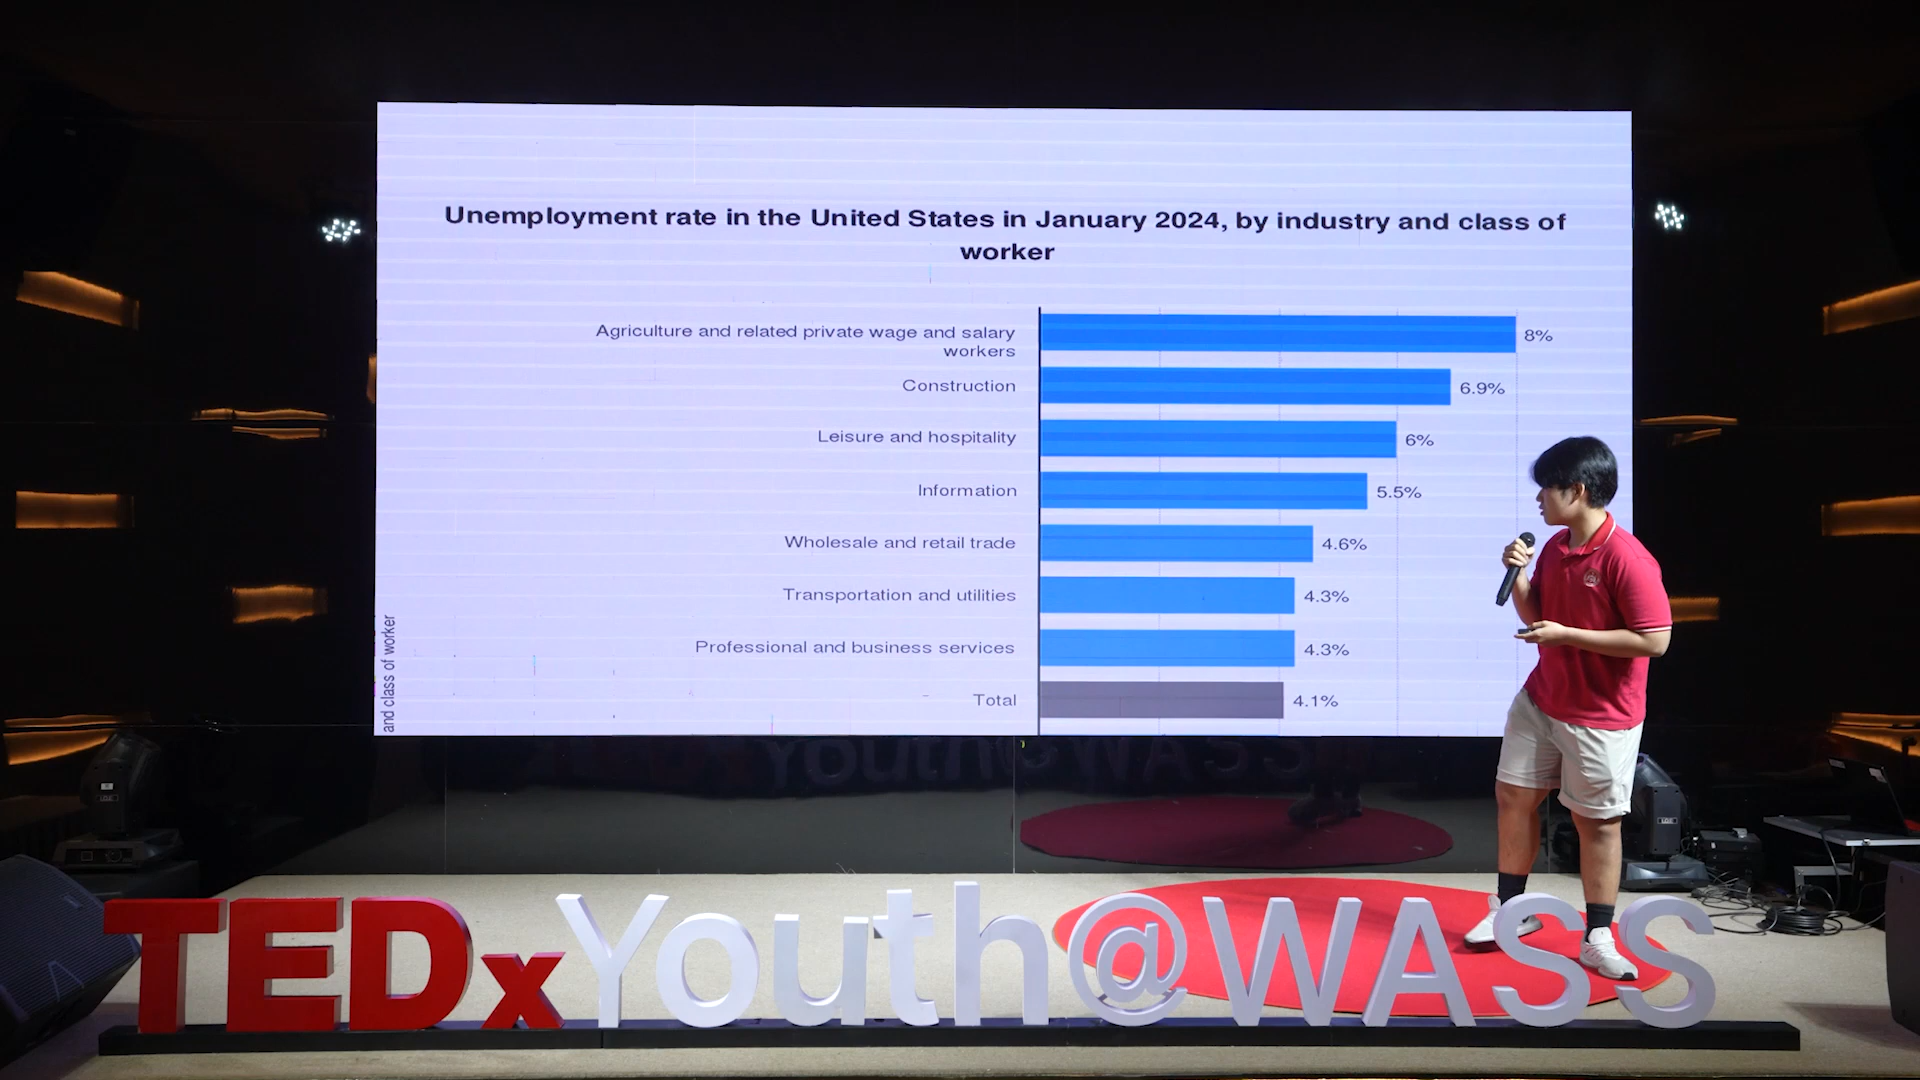 Unemployment rate in the United States in January 2024, by industry and class of
worker
Agriculture and related private wage and salary
workers
8%
Construction
6.9%
Leisure and hospitality
6%
Information
5.5%
Wholesale and retail trade
4.6%
Transportation and utilities
4.3%
Professional and business services
4.3%
Total
4.1%
and class of worker
TEDxYouth@WASS